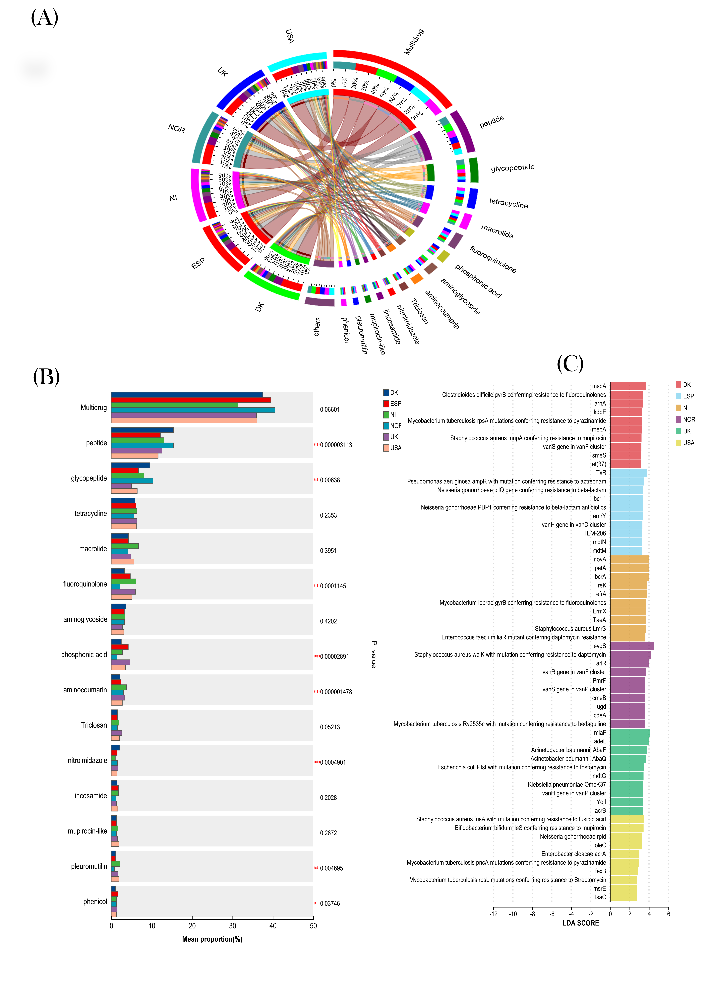 (A)
USA
Multidrug
UK
peptide
NOR
glycopeptide
NI
tetracycline
macrolide
ESP
fluoroquinolone
phosphonic acid
aminoglycoside
DK
aminocoumarin
Triclosan
nitroimidazole
lincosamide
mupirocin-like
pleuromutilin
phenicol
others
0%
10%
20%
30%
40%
50%
60%
70%
80%
90%
(B)
Multidrug
0.06601
peptide
***0.000003113
glycopeptide
** 0.00638
tetracycline
0.2353
macrolide
0.3951
fluoroquinolone
***0.0001145
aminoglycoside
0.4202
phosphonic acid
***0.00002891
aminocoumarin
***0.000001478
Triclosan
0.05213
nitroimidazole
***0.0004901
lincosamide
0.2028
mupirocin-like
0.2872
pleuromutilin
** 0.004695
phenicol
* 0.03746
0 10 20 30 40 50
Mean proportion(%)
P_value
DK
ESP
NI
NOR
UK
USA
(C)
msbA
Clostridioides difficile gyrB conferring resistance to fluoroquinolones
arnA
kdpE
Mycobacterium tuberculosis rpsA mutations conferring resistance to pyrazinamide
mepA
Staphylococcus aureus mupA conferring resistance to mupirocin
vanS gene in vanF cluster
smeS
tet(37)
TxR
Pseudomonas aeruginosa ampR with mutation conferring resistance to aztreonam
Neisseria gonorrhoeae pilQ gene conferring resistance to beta-lactam
bcr-1
Neisseria gonorrhoeae PBP1 conferring resistance to beta-lactam antibiotics
emrY
vanH gene in vanD cluster
TEM-206
mdtN
mdtM
novA
patA
bcrA
IreK
efrA
Mycobacterium leprae gyrB conferring resistance to fluoroquinolones
ErmX
TaeA
Staphylococcus aureus LmrS
Enterococcus faecium liaR mutant conferring daptomycin resistance
evgS
Staphylococcus aureus walK with mutation conferring resistance to daptomycin
arlR
vanR gene in vanF cluster
PmrF
vanS gene in vanP cluster
cmeB
ugd
cdeA
Mycobacterium tuberculosis Rv2535c with mutation conferring resistance to bedaquiline
mlaF
adeL
Acinetobacter baumannii AbaF
Acinetobacter baumannii AbaQ
Escherichia coli PtsI with mutation conferring resistance to fosfomycin
mdtG
Klebsiella pneumoniae OmpK37
vanH gene in vanP cluster
YojI
acrB
Staphylococcus aureus fusA with mutation conferring resistance to fusidic acid
Bifidobacterium bifidum ileS conferring resistance to mupirocin
Neisseria gonorrhoeae rpld
oleC
Enterobacter cloacae acrA
Mycobacterium tuberculosis pncA mutations conferring resistance to pyrazinamide
fexB
Mycobacterium tuberculosis rpsL mutations conferring resistance to Streptomycin
msrE
lsaC
-12 -10 -8 -6 -4 -2 0 2 4 6
LDA SCORE
DK
ESP
NI
NOR
UK
USA